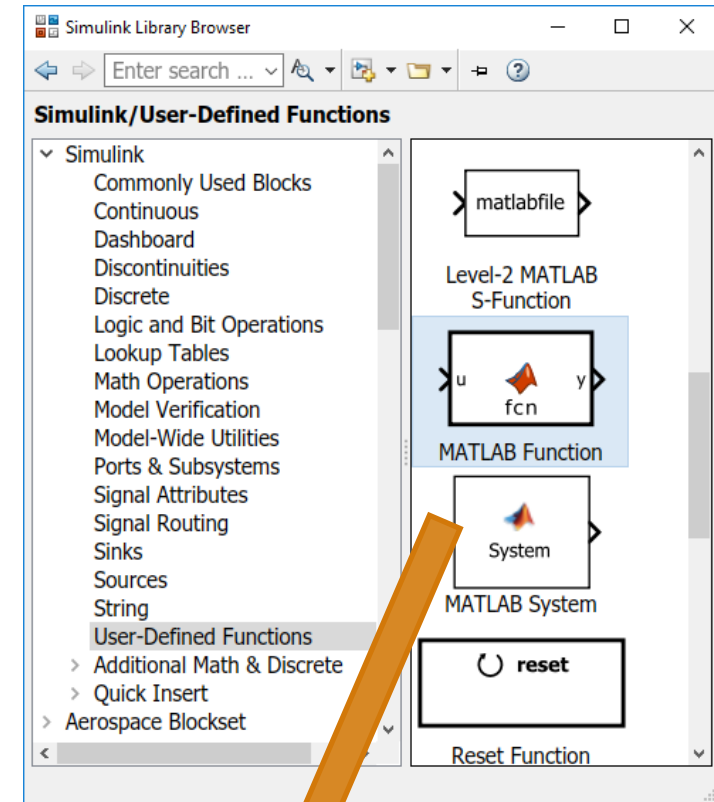 Simulink Library Browser
Enter search ...
Simulink/User-Defined Functions
Simulink
Commonly Used Blocks
Continuous
Dashboard
Discontinuities
Discrete
Logic and Bit Operations
Lookup Tables
Math Operations
Model Verification
Model-Wide Utilities
Ports & Subsystems
Signal Attributes
Signal Routing
Sinks
Sources
String
User-Defined Functions
Additional Math & Discrete
Quick Insert
Aerospace Blockset
matlabfile
Level-2 MATLAB
S-Function
u
y
fcn
MATLAB Function
System
MATLAB System
reset
Reset Function